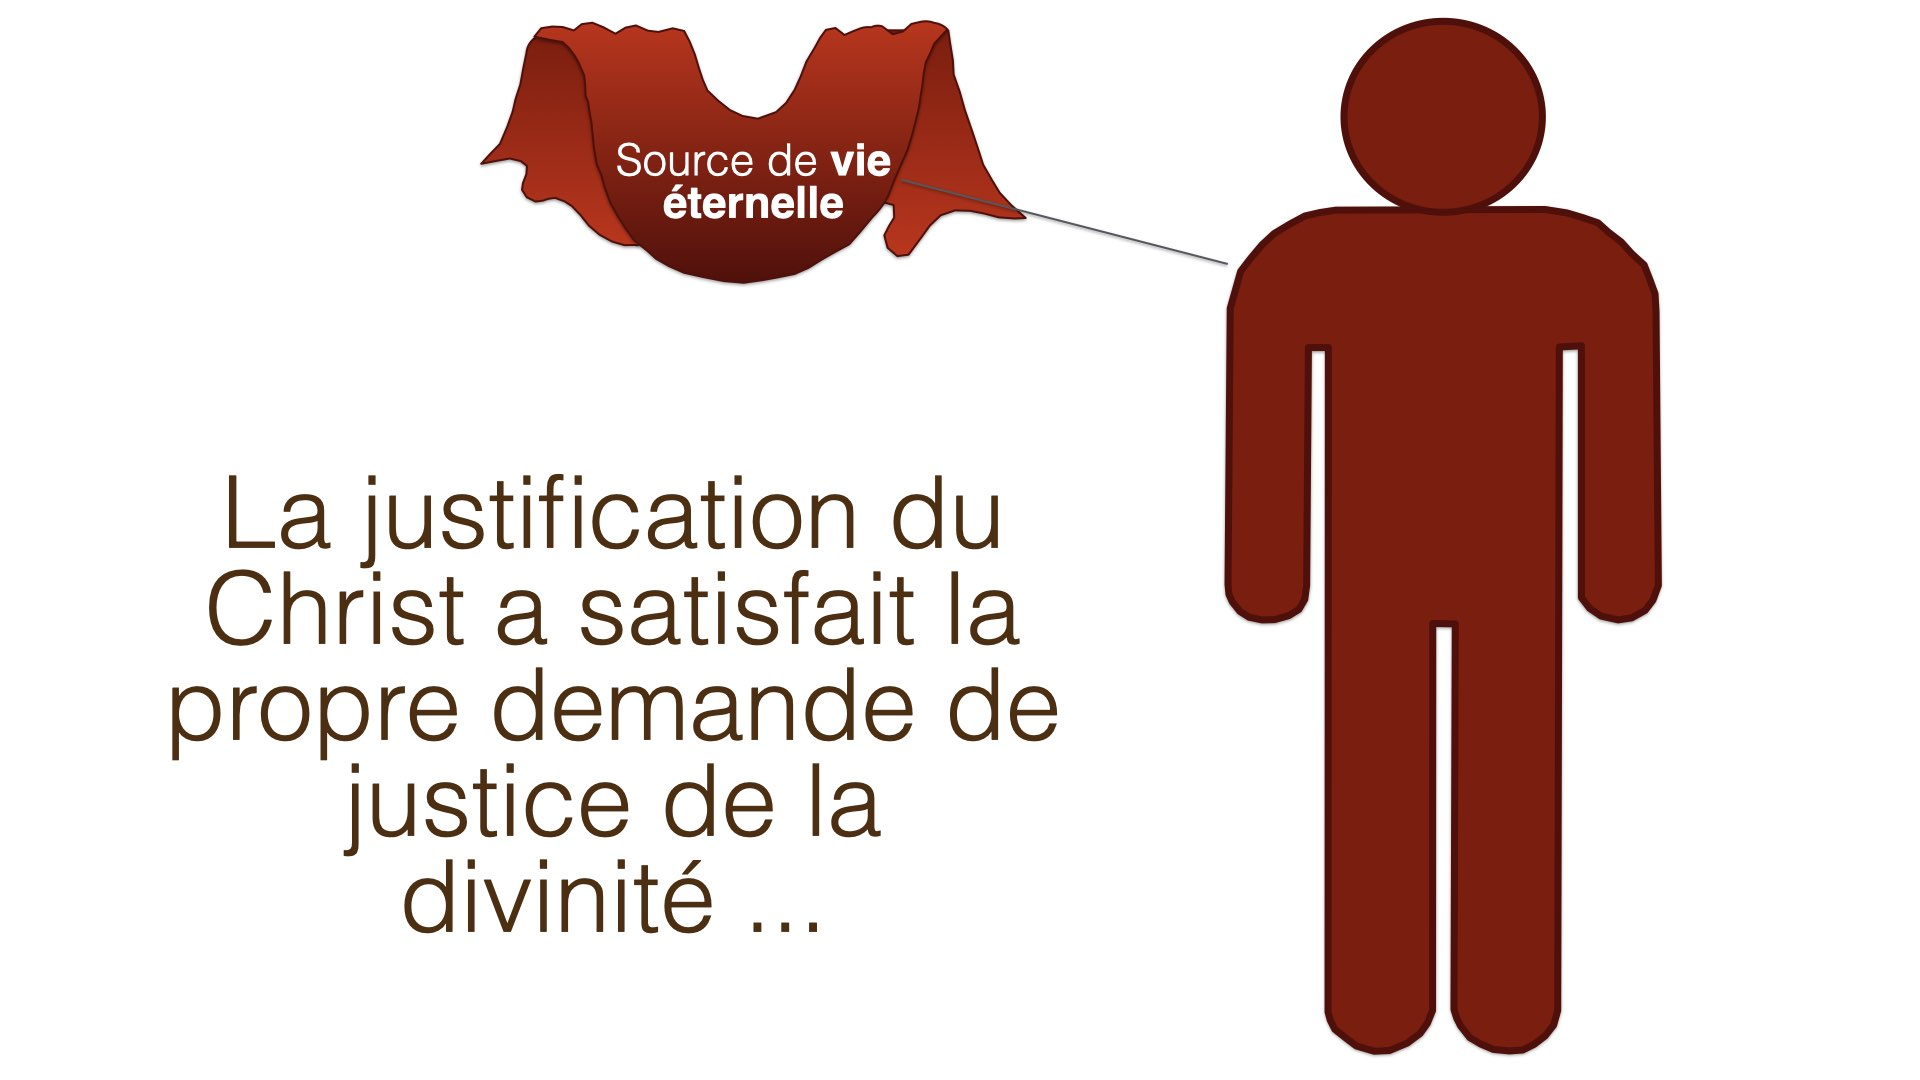 Source de vie
éternelle
La justification du
Christ a satisfait la
propre demande de
justice de la
divinité ...